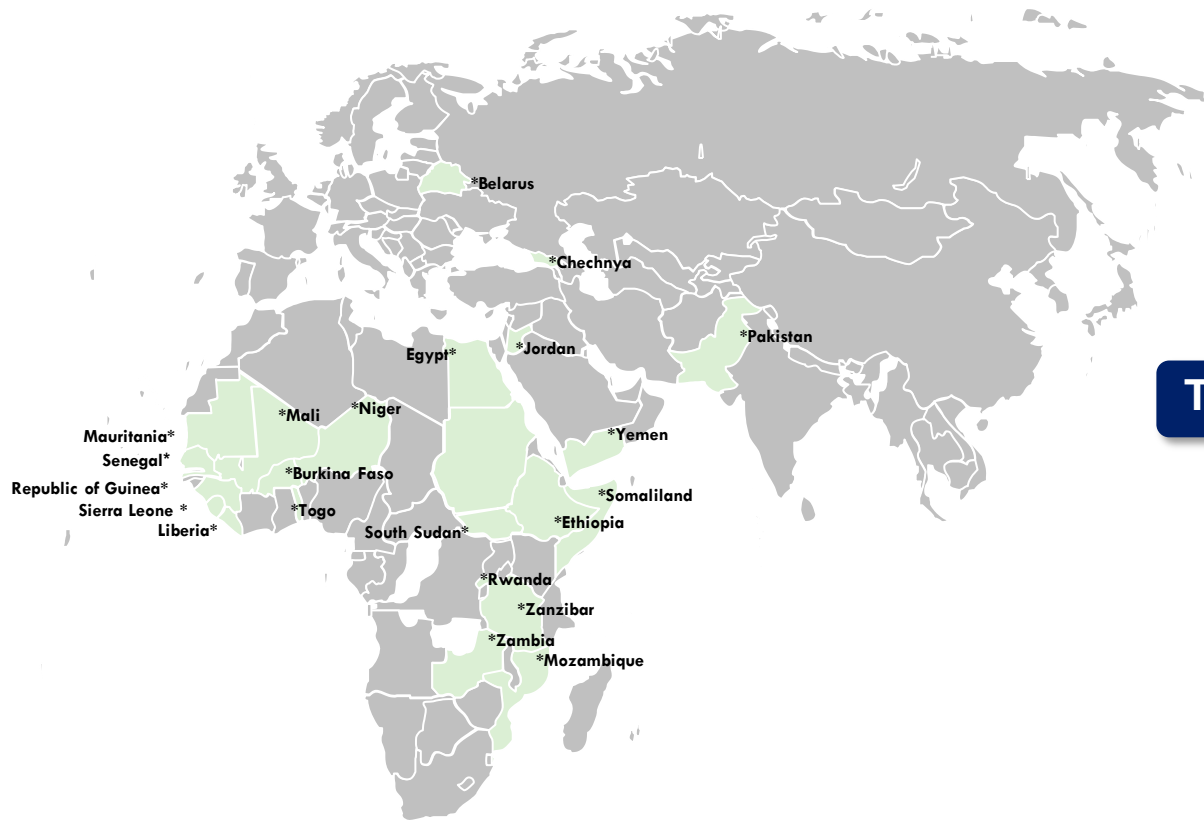 *Belarus
*Chechnya
*Pakistan
*Jordan
Egypt*
T
*Niger
*Mali
*Yemen
Mauritania*
Senegal*
*Burkina Faso
Republic of Guinea*
*Somaliland
Sierra Leone *
*Togo
*Ethiopia
Liberia*
South Sudan*
*Rwanda
*Zanzibar
*Zambia
*Mozambique